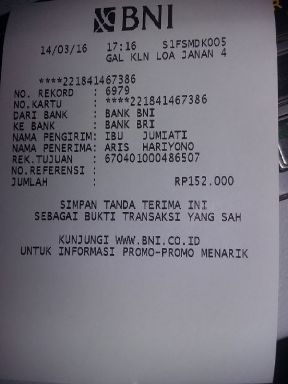 BNI
14/03/16 17:16 S1FSMDK005
GAL KLN LOA JANAN 4
****221841467386
NO. REKORD : 6979
NO.KARTU : ****221841467386
DARI BANK : BANK BNI
KE BANK : BANK BRI
NAMA PENGIRIM: IBU JUMIATI
NAMA PENERIMA: ARIS HARIYONO
REK.TUJUAN : 670401000486507
NO.REFERENSI :
JUMLAH : RP152.000
SIMPAN TANDA TERIMA INI
SEBAGAI BUKTI TRANSAKSI YANG SAH
KUNJUNGI WWW.BNI.CO.ID
UNTUK INFORMASI PROMO-PROMO MENARIK